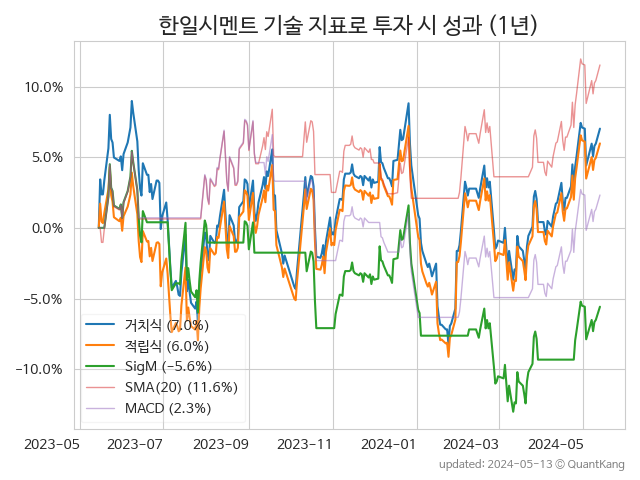 한일시멘트 기술 지표로 투자 시 성과 (1년)
10.0%
5.0%
0.0%
−5.0%
−10.0%
거치식 (7.0%)
적립식 (6.0%)
SigM (−5.6%)
SMA(20) (11.6%)
MACD (2.3%)
2023-05
2023-07
2023-09
2023-11
2024-01
2024-03
2024-05
updated: 2024-05-13 © QuantKang